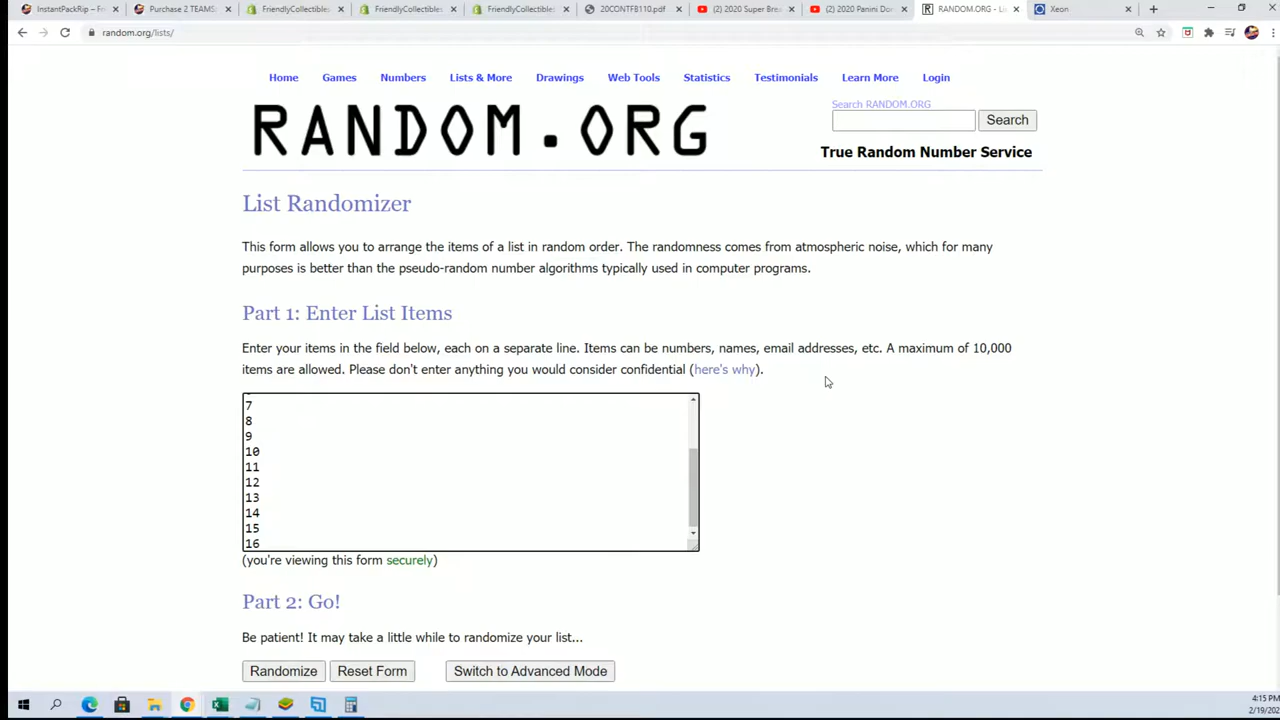 InstantPackRip – Fr
Purchase 2 TEAMS:
FriendlyCollectibles
FriendlyCollectibles
FriendlyCollectibles
20CONTFB110.pdf
(2) 2020 Super Brea
(2) 2020 Panini Don
RANDOM.ORG - Li
Xeon
random.org/lists/
Home Games Numbers Lists & More Drawings Web Tools Statistics Testimonials Learn More Login
RANDOM.ORG
Search RANDOM.ORG
Search
True Random Number Service
List Randomizer
This form allows you to arrange the items of a list in random order. The randomness comes from atmospheric noise, which for many
purposes is better than the pseudo-random number algorithms typically used in computer programs.
Part 1: Enter List Items
Enter your items in the field below, each on a separate line. Items can be numbers, names, email addresses, etc. A maximum of 10,000
items are allowed. Please don't enter anything you would consider confidential (here's why).
7
8
9
10
11
12
13
14
15
16
(you're viewing this form securely)
Part 2: Go!
Be patient! It may take a little while to randomize your list...
Randomize Reset Form Switch to Advanced Mode
4:15 PM
2/19/202